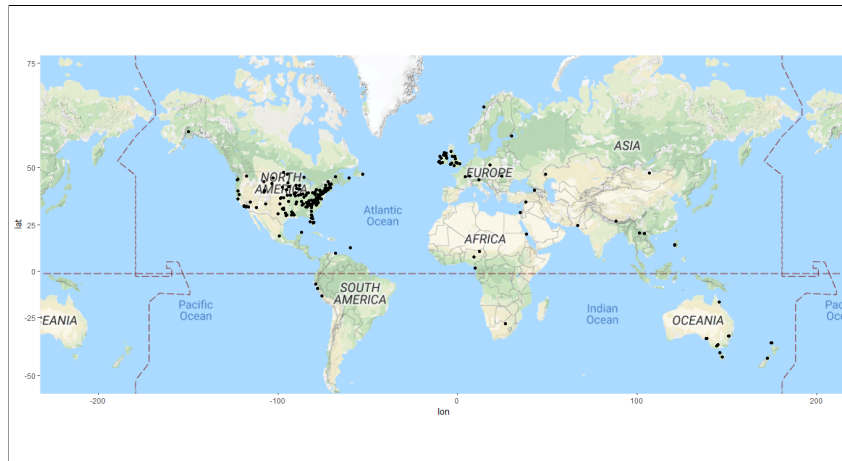 75
50
25
0
-25
-50
lat
ASIA
NORTH
AMERICA
EUROPE
Atlantic
Ocean
AFRICA
SOUTH
AMERICA
Pacific
Ocean
Indian
Ocean
EANIA
OCEANIA
Pac
Oc
-200
-100
0
100
200
lon